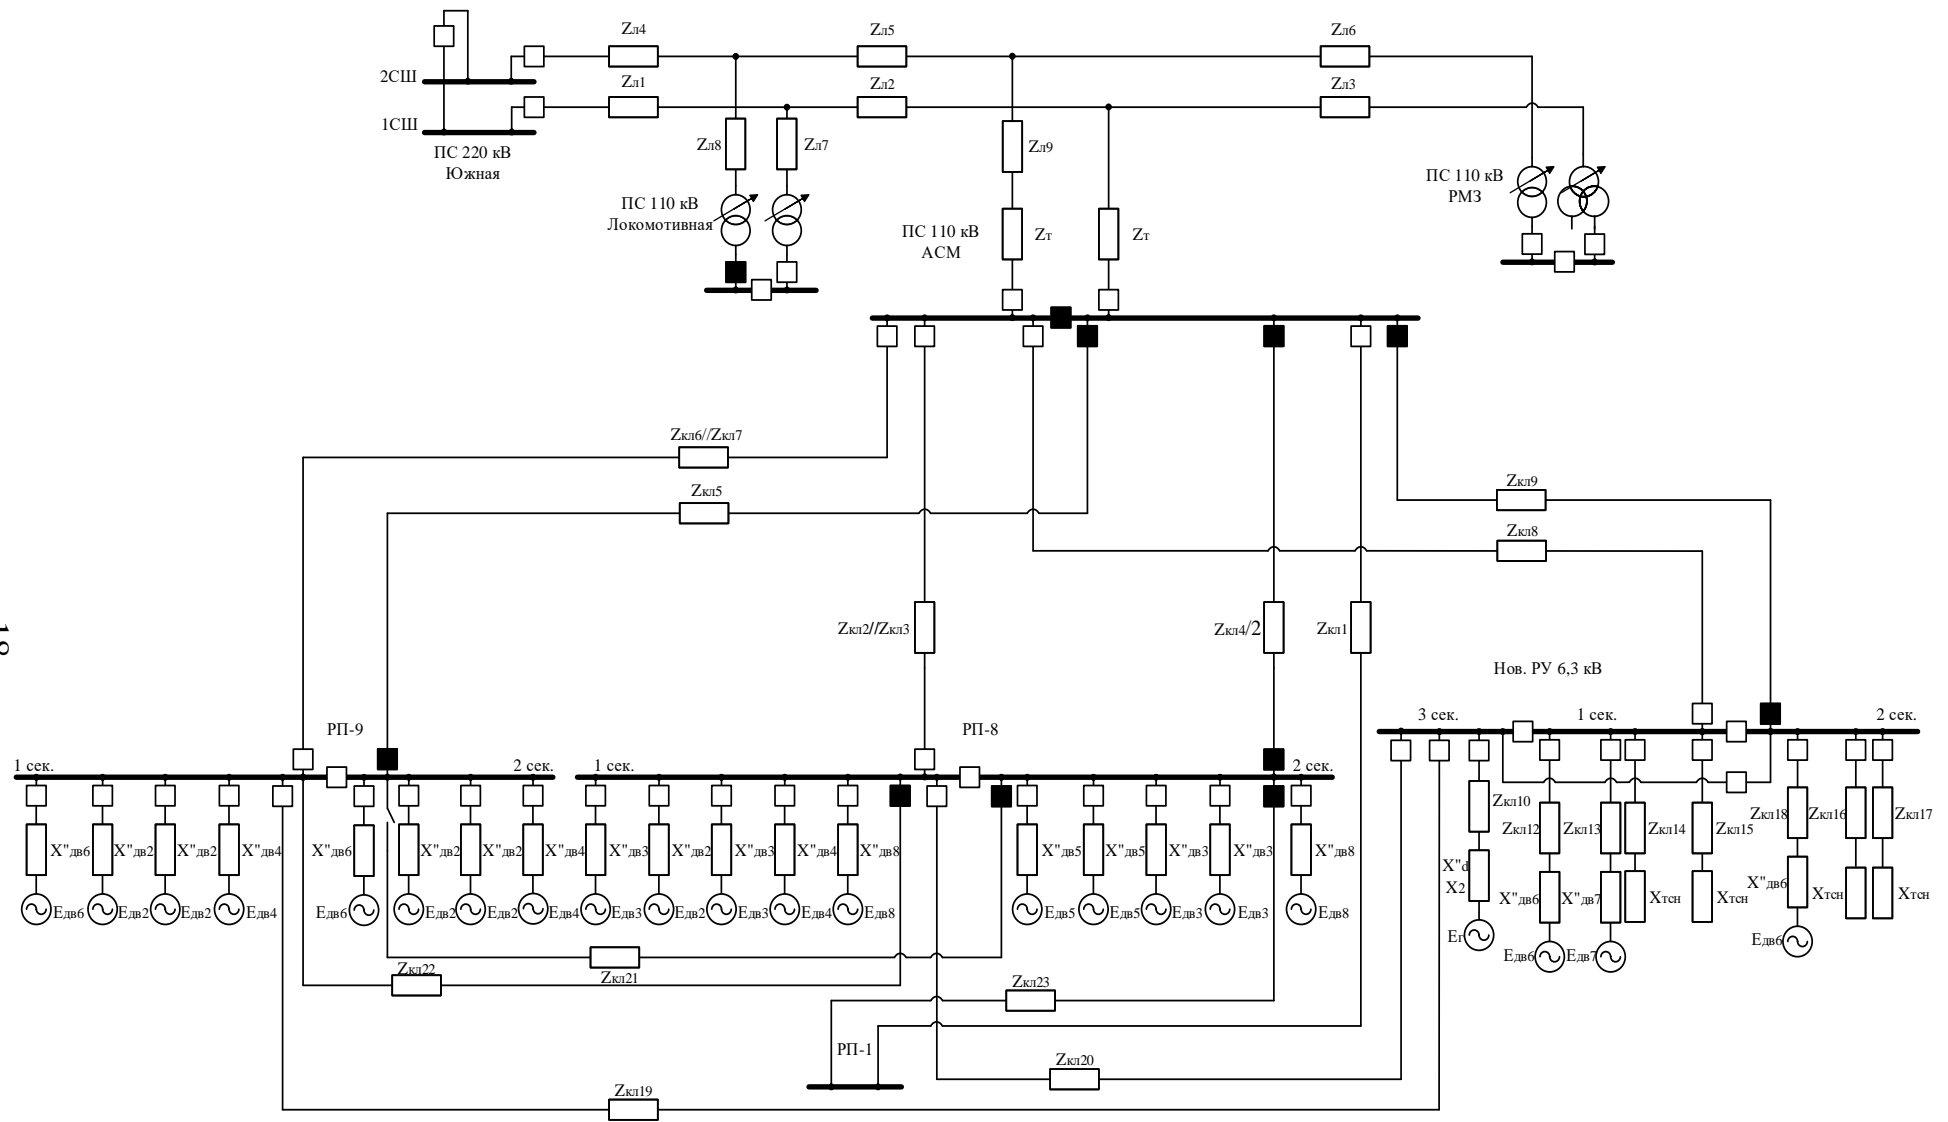 Zл4
Zл5
Zл6
2СШ
Zл1
Zл2
Zл3
1СШ
ПС 220 кВ
Южная
Zл8
Zл7
Zл9
ПС 110 кВ
РМЗ
ПС 110 кВ
Локомотивная
ПС 110 кВ
АСМ
Zт
Zт
Zкл6//Zкл7
Zкл5
Zкл9
Zкл8
Zкл2//Zкл3
Zкл4/2
Zкл1
18
Нов. РУ 6,3 кВ
3 сек.
1 сек.
2 сек.
РП-9
РП-8
1 сек.
2 сек.
1 сек.
2 сек.
Zкл10
Zкл12
Zкл13
Zкл14
Zкл15
Zкл18
Zкл16
Zкл17
X"дв6
X"дв2
X"дв2
X"дв4
X"дв6
X"дв2
X"дв2
X"дв4
X"дв3
X"дв2
X"дв3
X"дв4
X"дв8
X"дв5
X"дв5
X"дв3
X"дв3
X"дв8
X"d
X2
X"дв6
X"дв7
Xтсн
Xтсн
X"дв6
Xтсн
Xтсн
Eдв6
Eдв2
Eдв2
Eдв4
Eдв6
Eдв2
Eдв2
Eдв4
Eдв3
Eдв2
Eдв3
Eдв4
Eдв8
Eдв5
Eдв5
Eдв3
Eдв3
Eдв8
Eг
Eдв6
Eдв7
Eдв6
Zкл22
Zкл21
Zкл23
РП-1
Zкл20
Zкл19